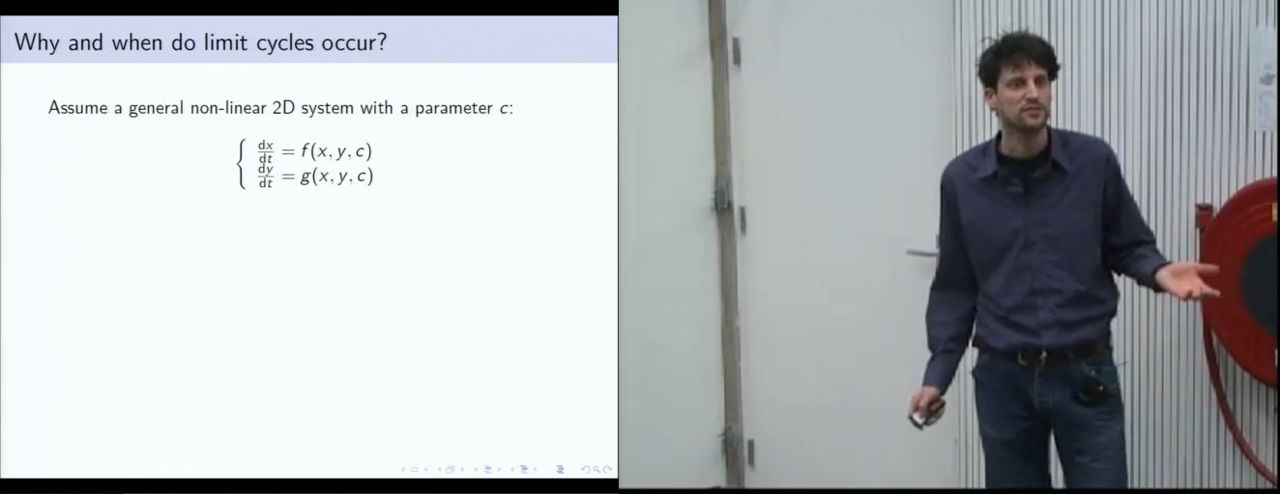 Why and when do limit cycles occur?
Assume a general non-linear 2D system with a parameter c:
dx/dt = f(x, y, c)
dy/dt = g(x, y, c)